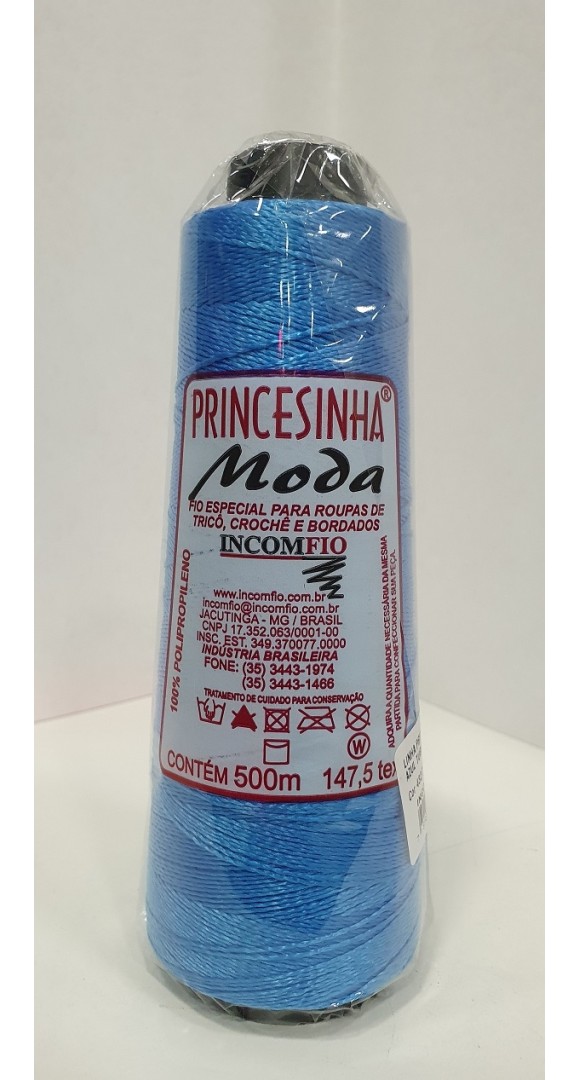 PRINCESINHA®
Moda
FIO ESPECIAL PARA ROUPAS DE
TRICÔ, CROCHÊ E BORDADOS
INCOMFIO
www.incomfio.com.br
incomfio@incomfio.com.br
JACUTINGA - MG / BRASIL
CNPJ 17.352.063/0001-00
INSC. EST. 349.370077.0000
INDÚSTRIA BRASILEIRA
FONE: (35) 3443-1974
(35) 3443-1466
TRATAMENTO DE CUIDADO PARA CONSERVAÇÃO
W
CONTÉM 500m 147,5 tex
100% POLIPROPILENO
ADQUIRA A QUANTIDADE NECESSÁRIA DA MESMA
PARTIDA PARA CONFECCIONAR SUA PEÇA.
LINHA
AZUL